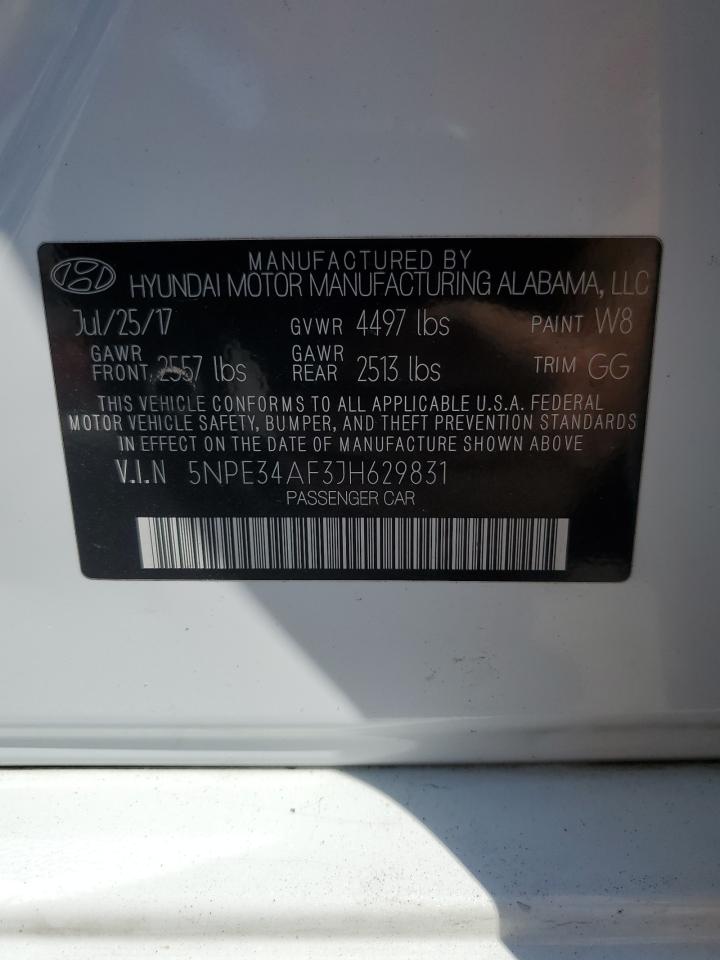 MANUFACTURED BY
HYUNDAI MOTOR MANUFACTURING ALABAMA, LLC
Jul/25/17 GVWR 4497 lbs PAINT W8
GAWR FRONT 2557 lbs GAWR REAR 2513 lbs TRIM GG
THIS VEHICLE CONFORMS TO ALL APPLICABLE U.S.A. FEDERAL
MOTOR VEHICLE SAFETY, BUMPER, AND THEFT PREVENTION STANDARDS
IN EFFECT ON THE DATE OF MANUFACTURE SHOWN ABOVE
V.I.N 5NPE34AF3JH629831
PASSENGER CAR